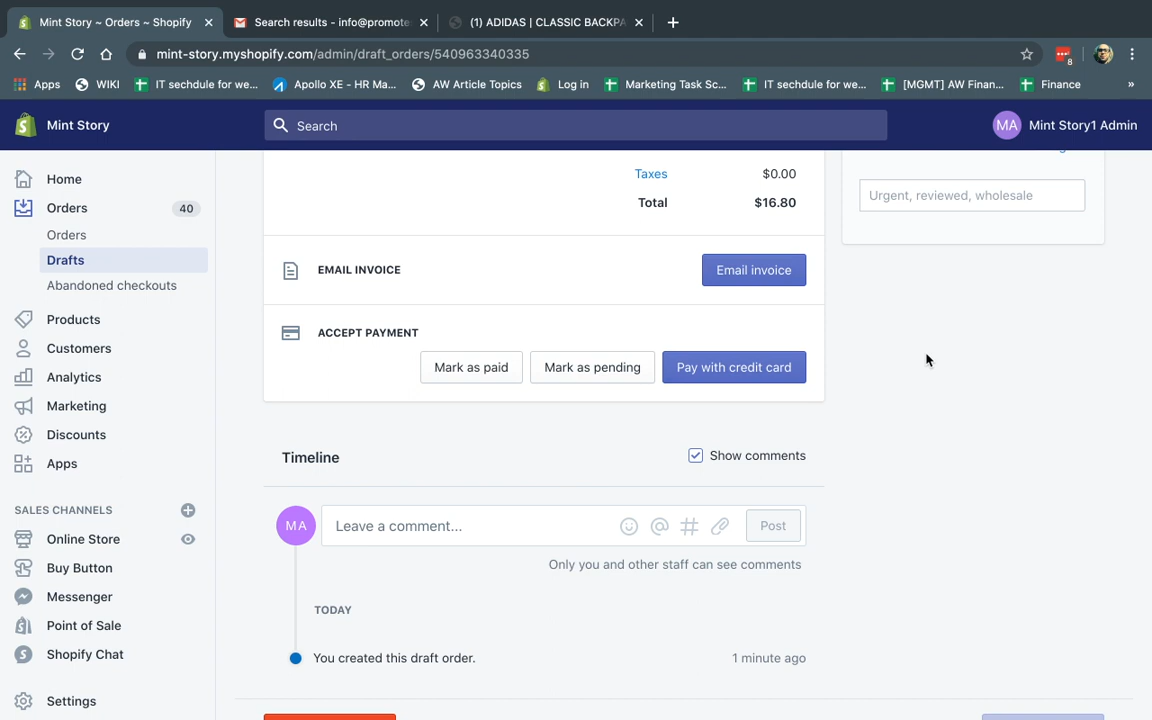 Mint Story ~ Orders ~ Shopify
Search results - info@promote
(1) ADIDAS | CLASSIC BACKPA
mint-story.myshopify.com/admin/draft_orders/540963340335
8
Apps
WIKI
IT sechdule for we...
Apollo XE - HR Ma...
AW Article Topics
Log in
Marketing Task Sc...
IT sechdule for we...
[MGMT] AW Finan...
Finance
»
Mint Story
Search
MA
Mint Story1 Admin
Home
Orders
40
Orders
Drafts
Abandoned checkouts
Products
Customers
Analytics
Marketing
Discounts
Apps
SALES CHANNELS
Online Store
Buy Button
Messenger
Point of Sale
Shopify Chat
Settings
Taxes $0.00
Total $16.80
EMAIL INVOICE
Email invoice
ACCEPT PAYMENT
Mark as paid
Mark as pending
Pay with credit card
Urgent, reviewed, wholesale
Timeline
Show comments
MA
Leave a comment...
Post
Only you and other staff can see comments
TODAY
You created this draft order.
1 minute ago